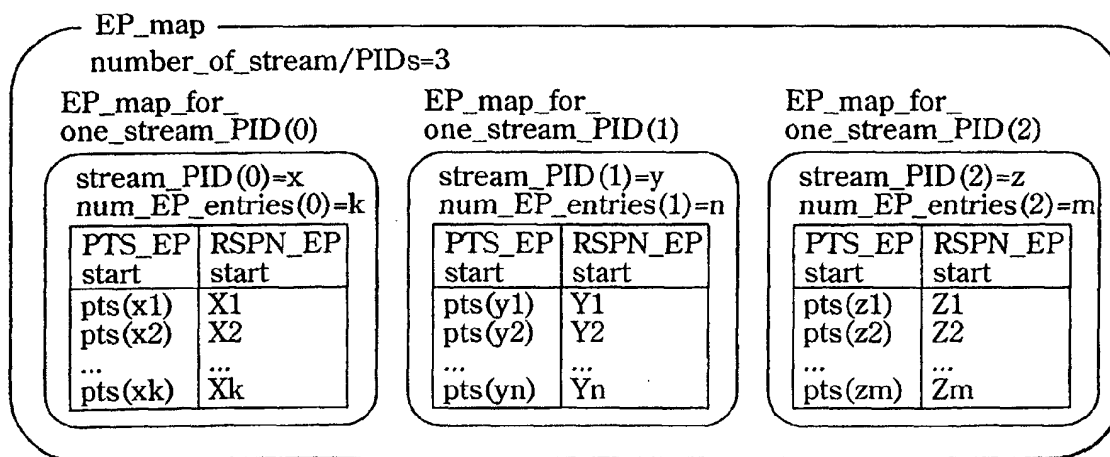 EP_map
number_of_stream/PIDs=3
EP_map_for_
one_stream_PID(0)
stream_PID(0)=x
num_EP_entries(0)=k
PTS_EP RSPN_EP
start start
pts(x1) X1
pts(x2) X2
... ...
pts(xk) Xk
EP_map_for_
one_stream_PID(1)
stream_PID(1)=y
num_EP_entries(1)=n
PTS_EP RSPN_EP
start start
pts(y1) Y1
pts(y2) Y2
... ...
pts(yn) Yn
EP_map_for_
one_stream_PID(2)
stream_PID(2)=z
num_EP_entries(2)=m
PTS_EP RSPN_EP
start start
pts(z1) Z1
pts(z2) Z2
... ...
pts(zm) Zm